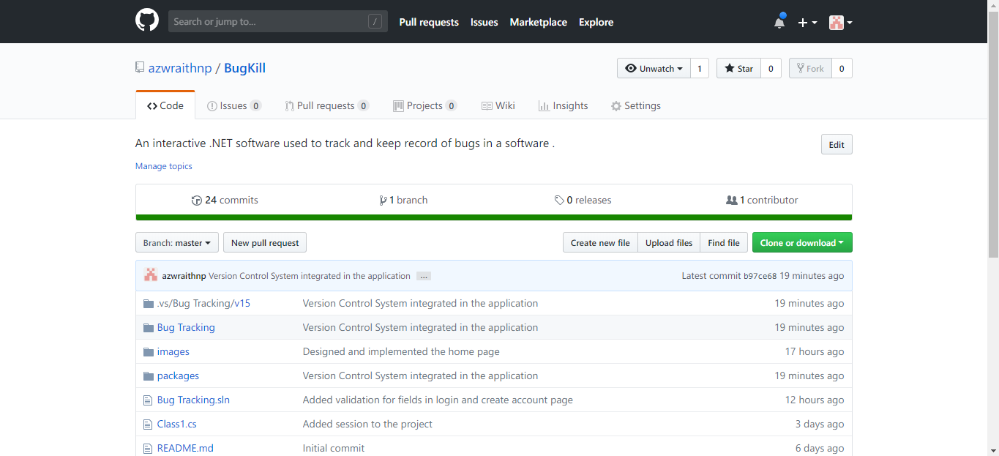 Search or jump to... / Pull requests Issues Marketplace Explore
azwraithnp / BugKill Unwatch 1 Star 0 Fork 0
Code Issues 0 Pull requests 0 Projects 0 Wiki Insights Settings
An interactive .NET software used to track and keep record of bugs in a software . Edit
Manage topics
24 commits 1 branch 0 releases 1 contributor
Branch: master New pull request Create new file Upload files Find file Clone or download
azwraithnp Version Control System integrated in the application ... Latest commit b97ce68 19 minutes ago
.vs/Bug Tracking/v15 Version Control System integrated in the application 19 minutes ago
Bug Tracking Version Control System integrated in the application 19 minutes ago
images Designed and implemented the home page 17 hours ago
packages Version Control System integrated in the application 19 minutes ago
Bug Tracking.sln Added validation for fields in login and create account page 12 hours ago
Class1.cs Added session to the project 3 days ago
README.md Initial commit 6 days ago